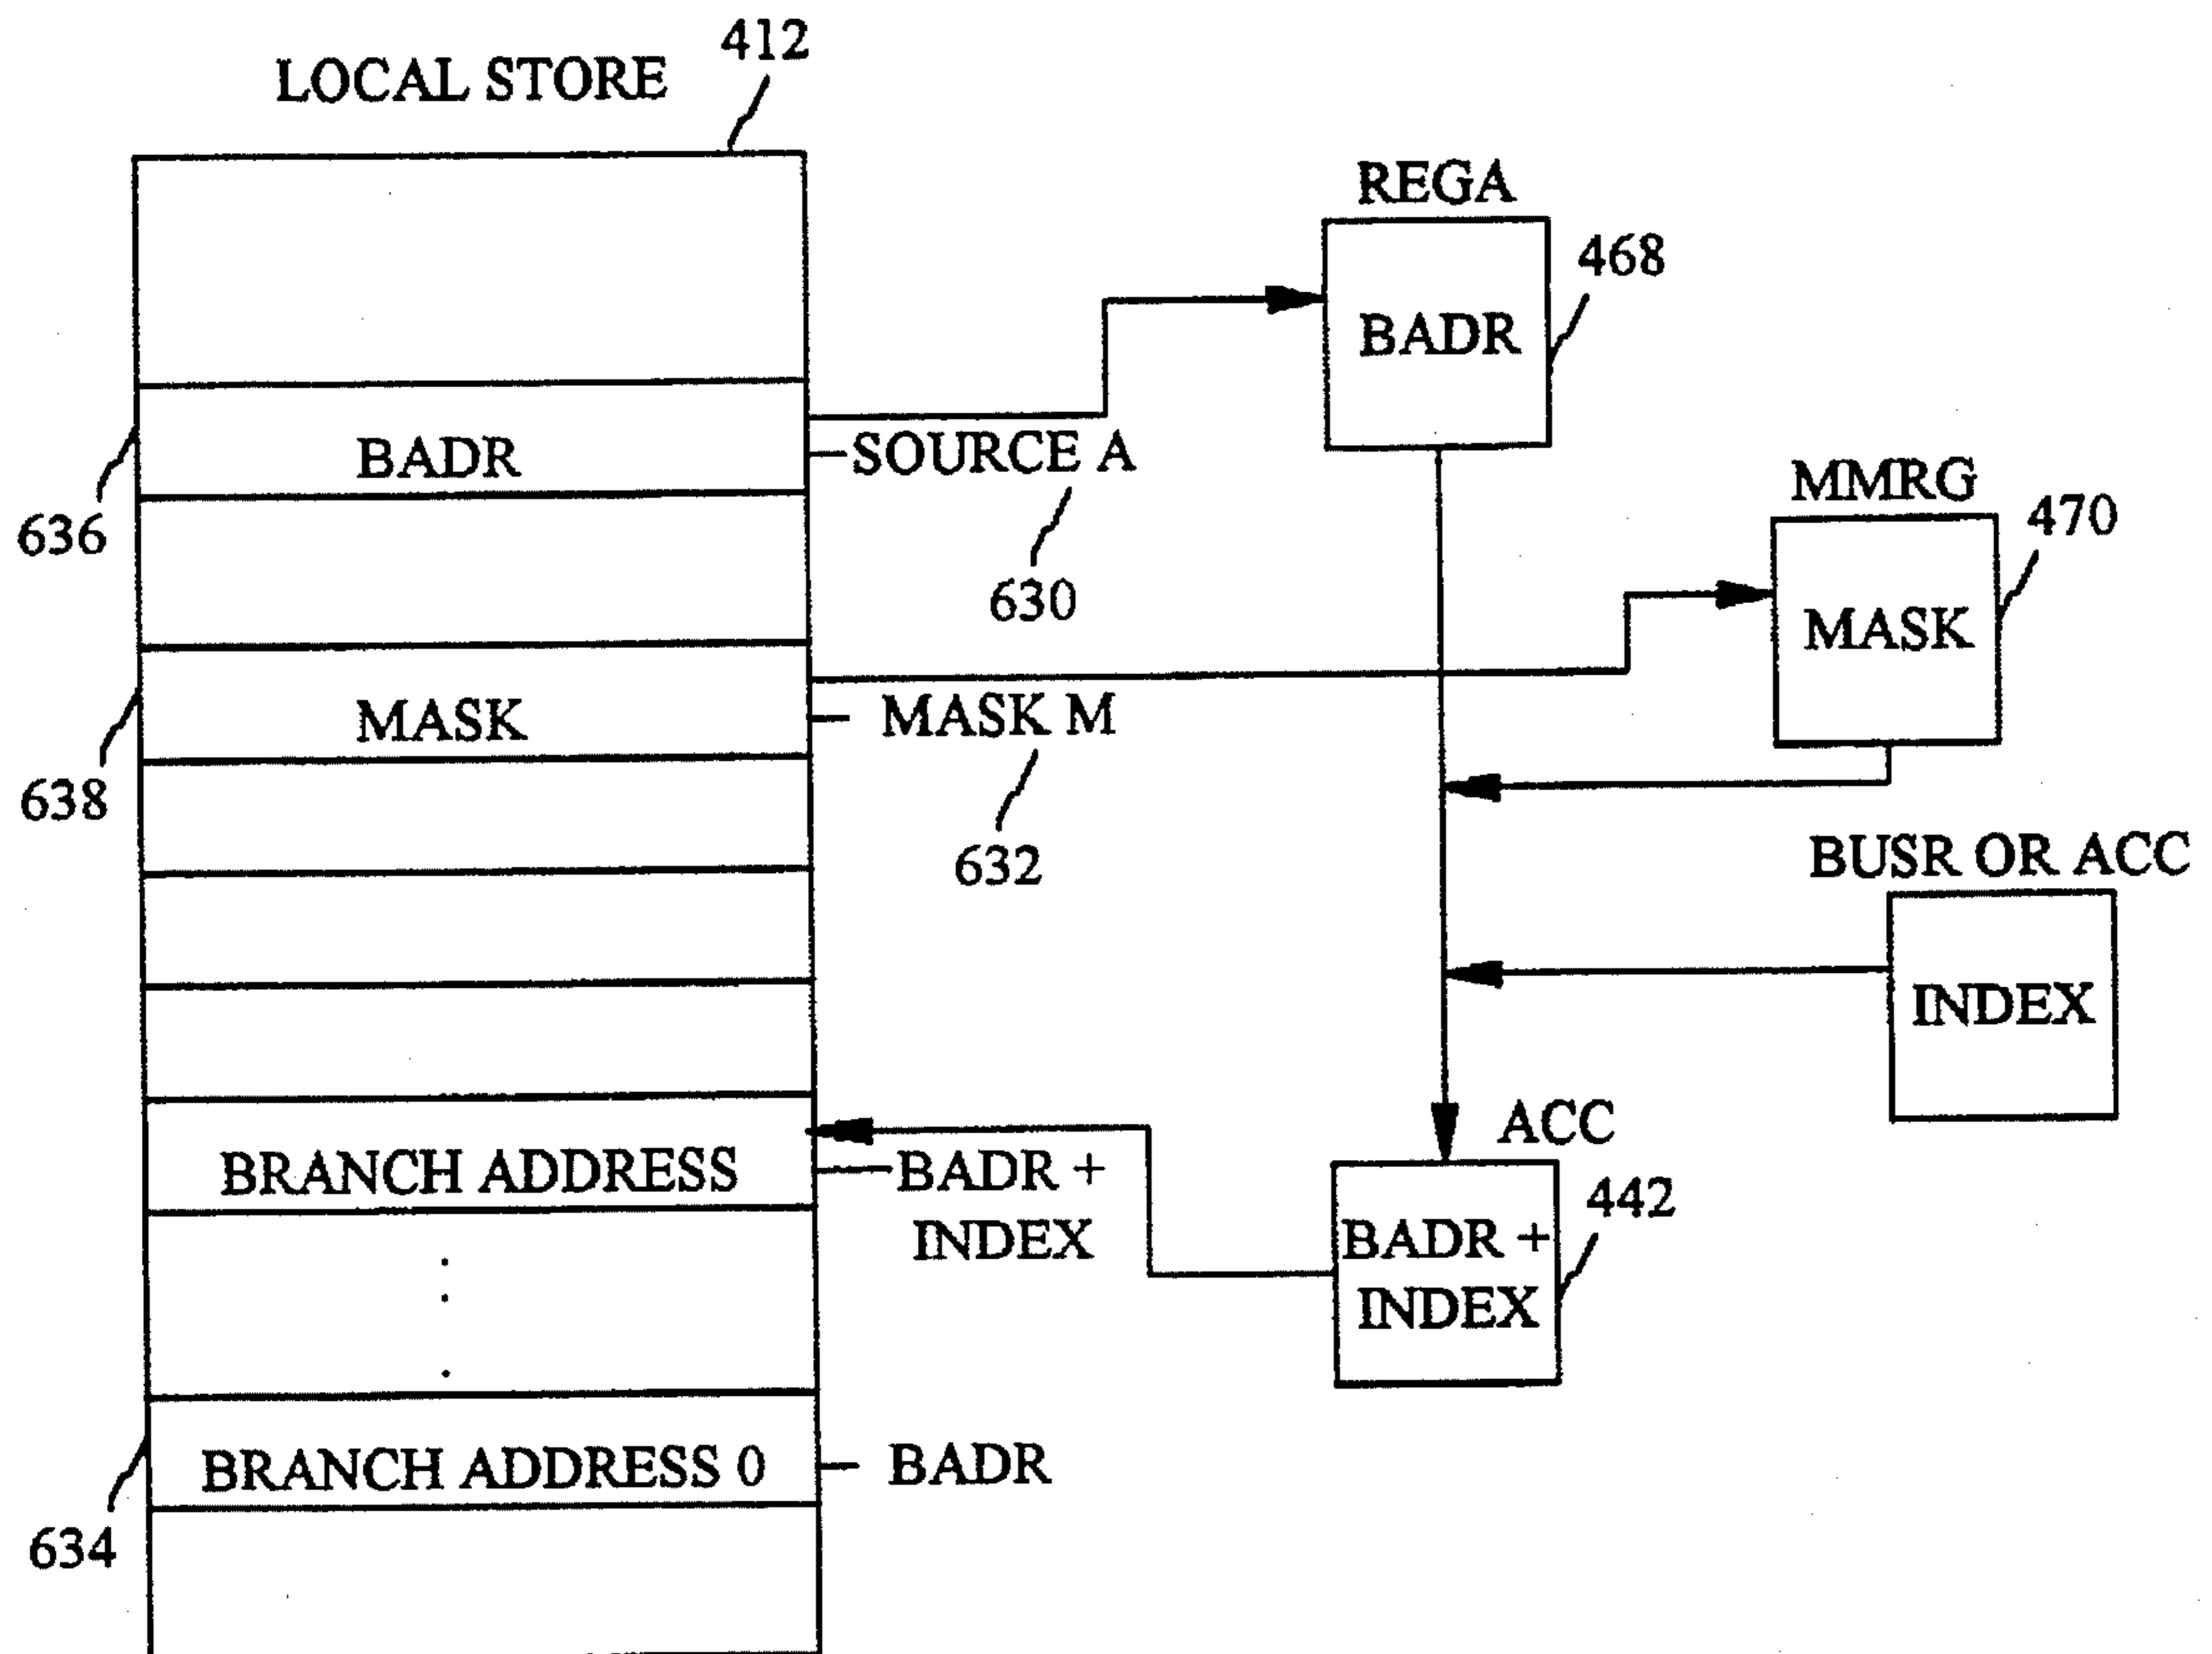 412
LOCAL STORE
REGA
468
BADR
BADR
SOURCE A
636
630
MMRG
470
MASK
MASK
MASK M
638
632
BUSR OR ACC
INDEX
ACC
BRANCH ADDRESS
BADR +
INDEX
442
BADR +
INDEX
BRANCH ADDRESS 0
BADR
634